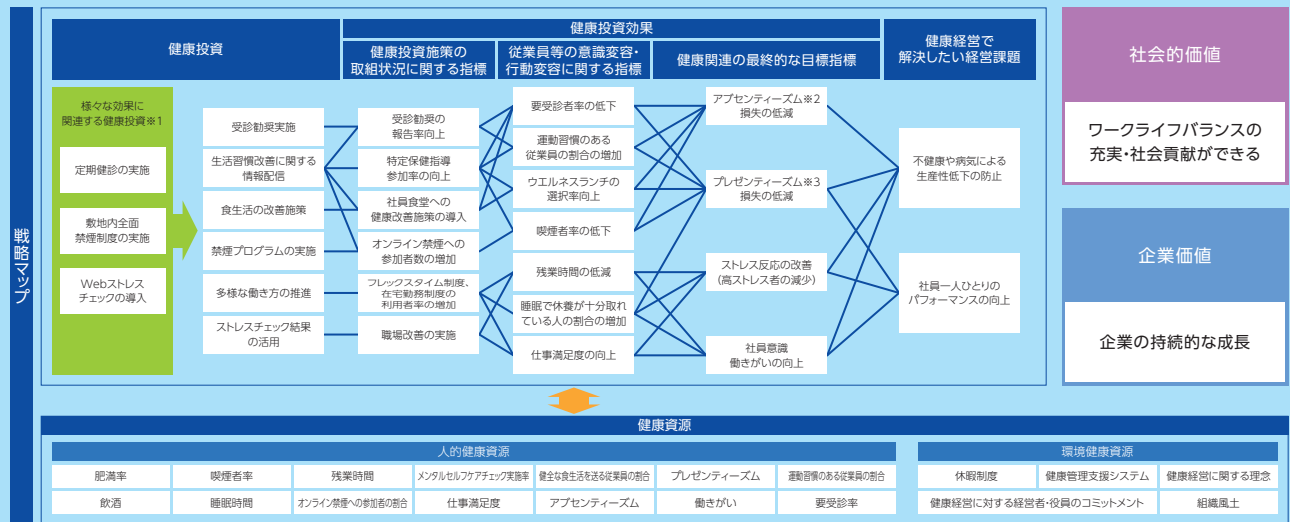 戦略マップ
健康投資
健康投資効果
健康投資施策の
取組状況に関する指標
従業員等の意識変容・
行動変容に関する指標
健康関連の最終的な目標指標
健康経営で
解決したい経営課題
様々な効果に
関連する健康投資※1
定期健診の実施
敷地内全面
禁煙制度の実施
Webストレス
チェックの導入
受診勧奨実施
生活習慣改善に関する
情報配信
食生活の改善施策
禁煙プログラムの実施
多様な働き方の推進
ストレスチェック結果
の活用
受診勧奨の
報告率向上
特定保健指導
参加率の向上
社員食堂への
健康改善施策の導入
オンライン禁煙への
参加者数の増加
フレックスタイム制度、
在宅勤務制度の
利用者率の増加
職場改善の実施
要受診者率の低下
運動習慣のある
従業員の割合の増加
ウエルネスランチの
選択率向上
喫煙者率の低下
残業時間の低減
睡眠で休養が十分取れ
ている人の割合の増加
仕事満足度の向上
アブセンティーズム※2
損失の低減
プレゼンティーズム※3
損失の低減
ストレス反応の改善
(高ストレス者の減少)
社員意識
働きがいの向上
不健康や病気による
生産性低下の防止
社員一人ひとりの
パフォーマンスの向上
社会的価値
ワークライフバランスの
充実・社会貢献ができる
企業価値
企業の持続的な成長
健康資源
人的健康資源
肥満率
喫煙者率
残業時間
メンタルセルフケアチェック実施率
健全な食生活を送る従業員の割合
プレゼンティーズム
運動習慣のある従業員の割合
飲酒
睡眠時間
オンライン禁煙への参加者の割合
仕事満足度
アブセンティーズム
働きがい
要受診率
環境健康資源
休暇制度
健康管理支援システム
健康経営に関する理念
健康経営に対する経営者・役員のコミットメント
組織風土